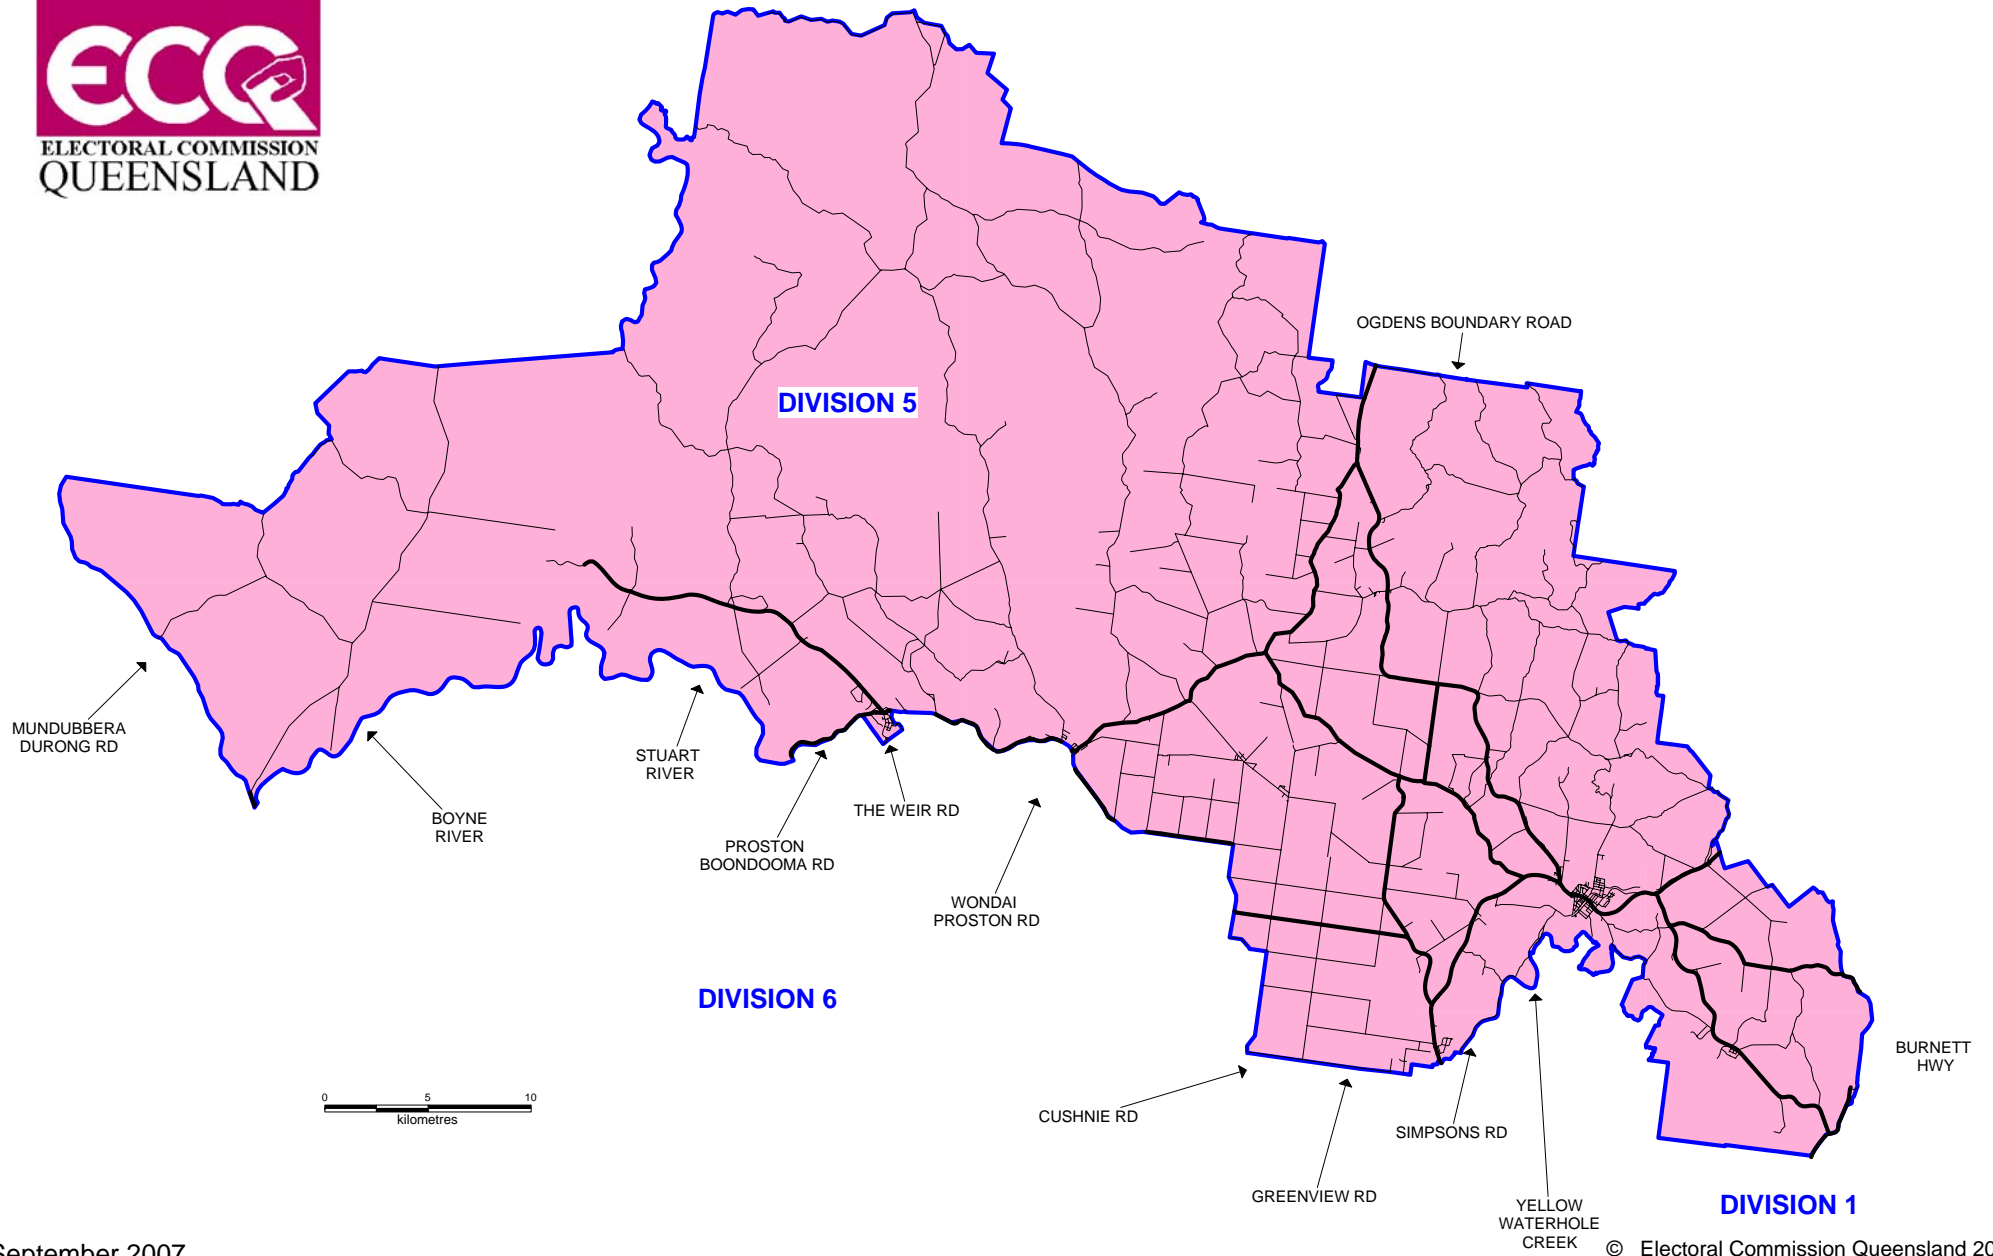 ECQ
ELECTORAL COMMISSION
QUEENSLAND
OGDENS BOUNDARY ROAD
DIVISION 5
MUNDUBBERA
DURONG RD
BOYNE
RIVER
STUART
RIVER
PROSTON
BOONDOOMA RD
THE WEIR RD
WONDAI
PROSTON RD
DIVISION 6
0 5 10
kilometres
CUSHNIE RD
GREENVIEW RD
SIMPSONS RD
YELLOW
WATERHOLE
CREEK
BURNETT
HWY
DIVISION 1
September 2007
© Electoral Commission Queensland 20